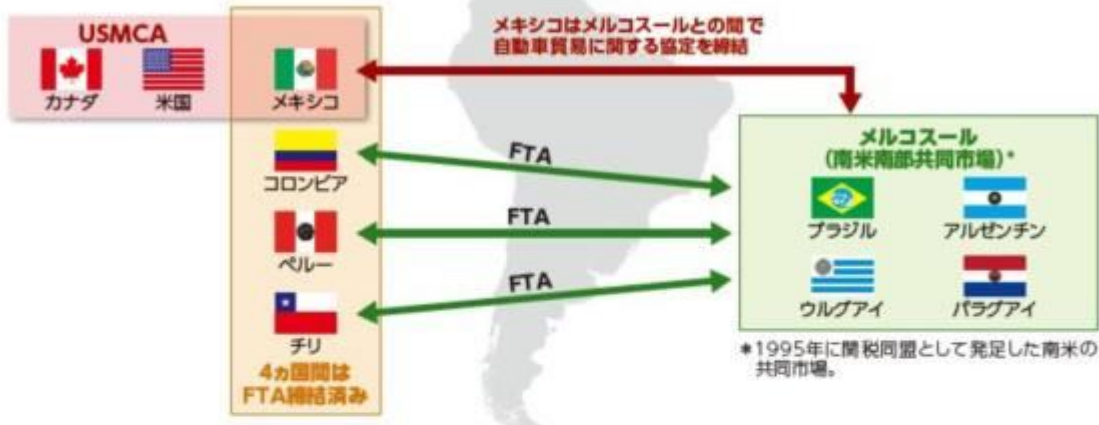 USMCA
カナダ
米国
メキシコ
メキシコはメルコスールとの間で
自動車貿易に関する協定を締結
コロンビア
ペルー
チリ
4ヵ国間は
FTA締結済み
FTA
FTA
FTA
メルコスール
(南米南部共同市場)*
ブラジル
アルゼンチン
ウルグアイ
パラグアイ
*1995年に関税同盟として発足した南米の
共同市場。